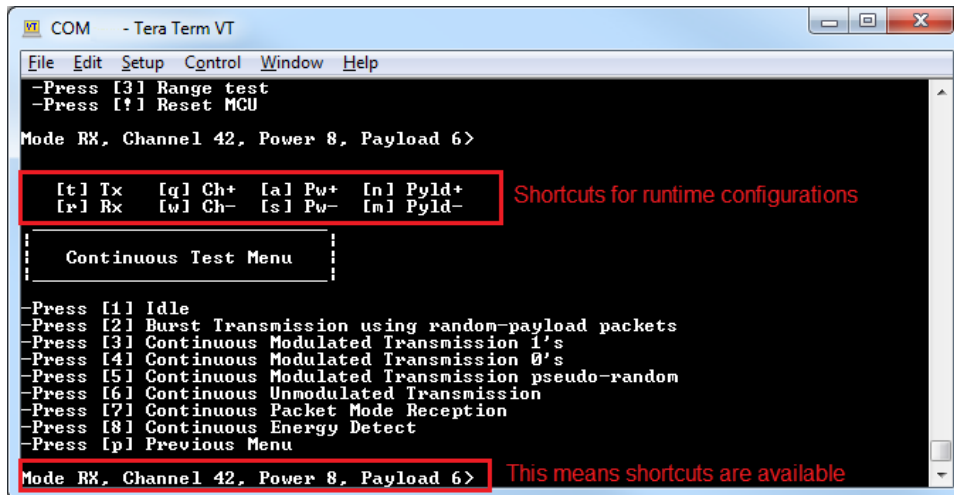 COM - Tera Term VT
File Edit Setup Control Window Help
-Press [3] Range test
-Press [!] Reset MCU
Mode RX, Channel 42, Power 8, Payload 6>
[t] Tx [q] Ch+ [a] Pw+ [n] Pyld+
[r] Rx [w] Ch- [s] Pw- [m] Pyld-
Shortcuts for runtime configurations
Continuous Test Menu
-Press [1] Idle
-Press [2] Burst Transmission using random-payload packets
-Press [3] Continuous Modulated Transmission 1's
-Press [4] Continuous Modulated Transmission 0's
-Press [5] Continuous Modulated Transmission pseudo-random
-Press [6] Continuous Unmodulated Transmission
-Press [7] Continuous Packet Mode Reception
-Press [8] Continuous Energy Detect
-Press [p] Previous Menu
Mode RX, Channel 42, Power 8, Payload 6>
This means shortcuts are available